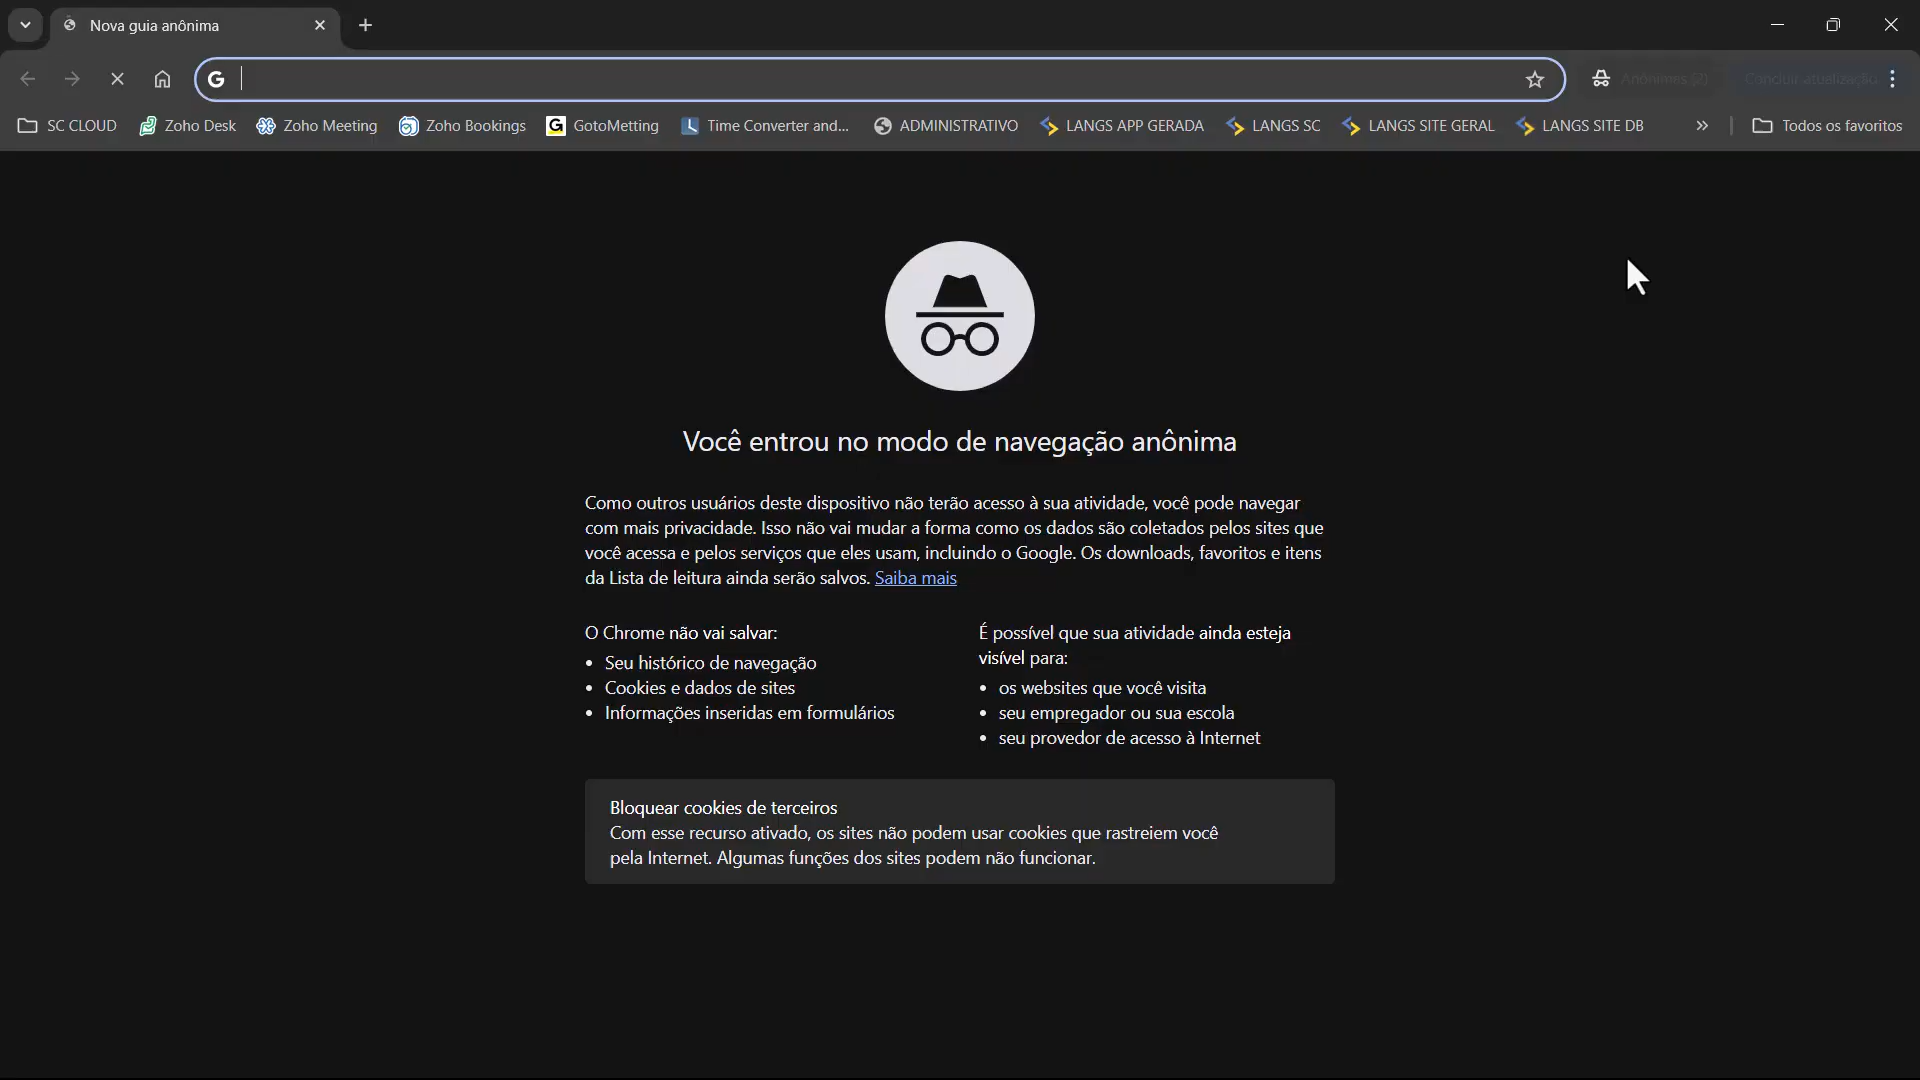 Nova guia anônima
G
Anônimas (2)
Concluir atualização
SC CLOUD
Zoho Desk
Zoho Meeting
Zoho Bookings
G GotoMetting
Time Converter and...
ADMINISTRATIVO
LANGS APP GERADA
LANGS SC
LANGS SITE GERAL
LANGS SITE DB
Todos os favoritos
Você entrou no modo de navegação anônima
Como outros usuários deste dispositivo não terão acesso à sua atividade, você pode navegar
com mais privacidade. Isso não vai mudar a forma como os dados são coletados pelos sites que
você acessa e pelos serviços que eles usam, incluindo o Google. Os downloads, favoritos e itens
da Lista de leitura ainda serão salvos. Saiba mais
O Chrome não vai salvar:
• Seu histórico de navegação
• Cookies e dados de sites
• Informações inseridas em formulários
É possível que sua atividade ainda esteja
visível para:
• os websites que você visita
• seu empregador ou sua escola
• seu provedor de acesso à Internet
Bloquear cookies de terceiros
Com esse recurso ativado, os sites não podem usar cookies que rastreiem você
pela Internet. Algumas funções dos sites podem não funcionar.